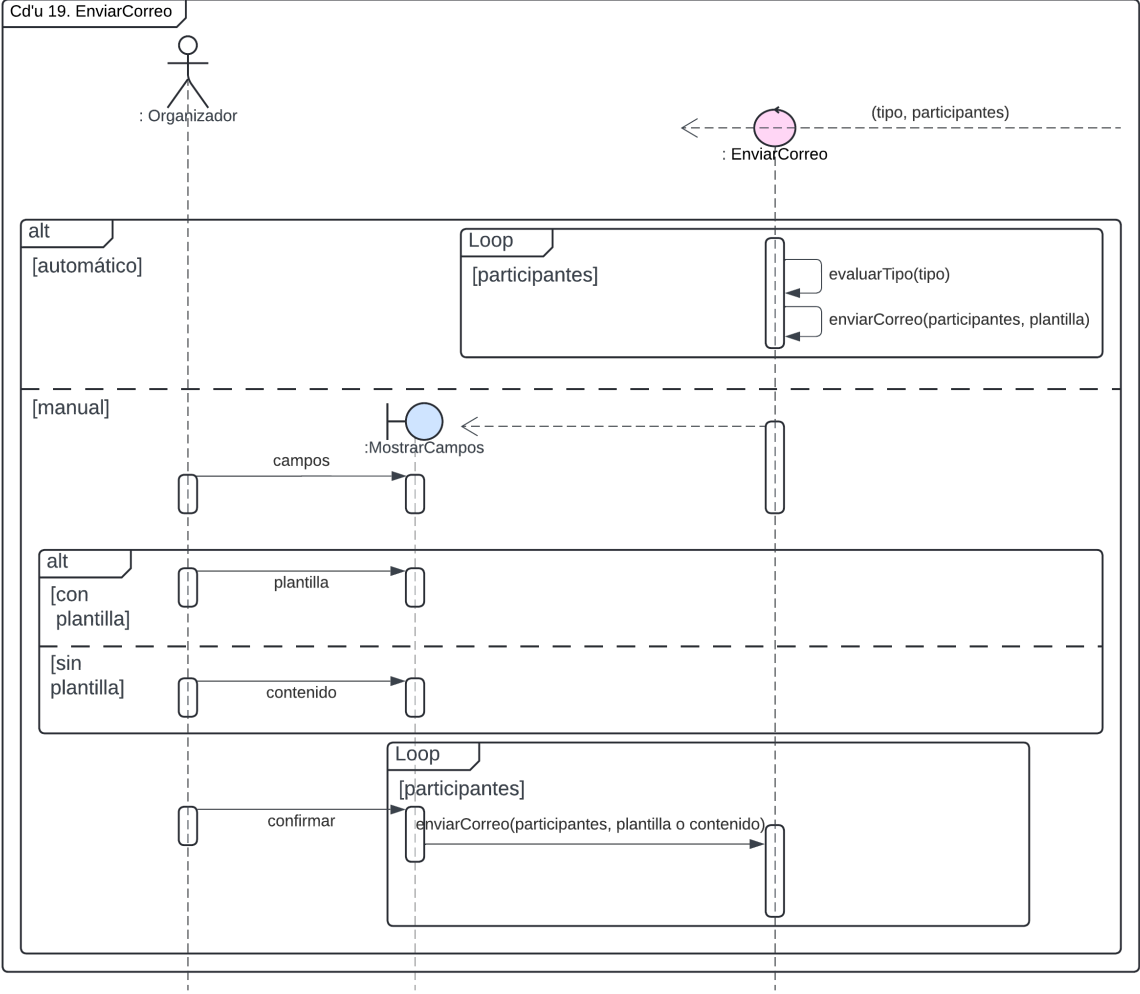 Cd'u 19. EnviarCorreo
(tipo, participantes)
: Organizador
: EnviarCorreo
alt
[automático]
Loop
[participantes]
evaluarTipo(tipo)
enviarCorreo(participantes, plantilla)
[manual]
:MostrarCampos
campos
alt
[con
plantilla]
plantilla
[sin
plantilla]
contenido
Loop
[participantes]
confirmar
enviarCorreo(participantes, plantilla o contenido)